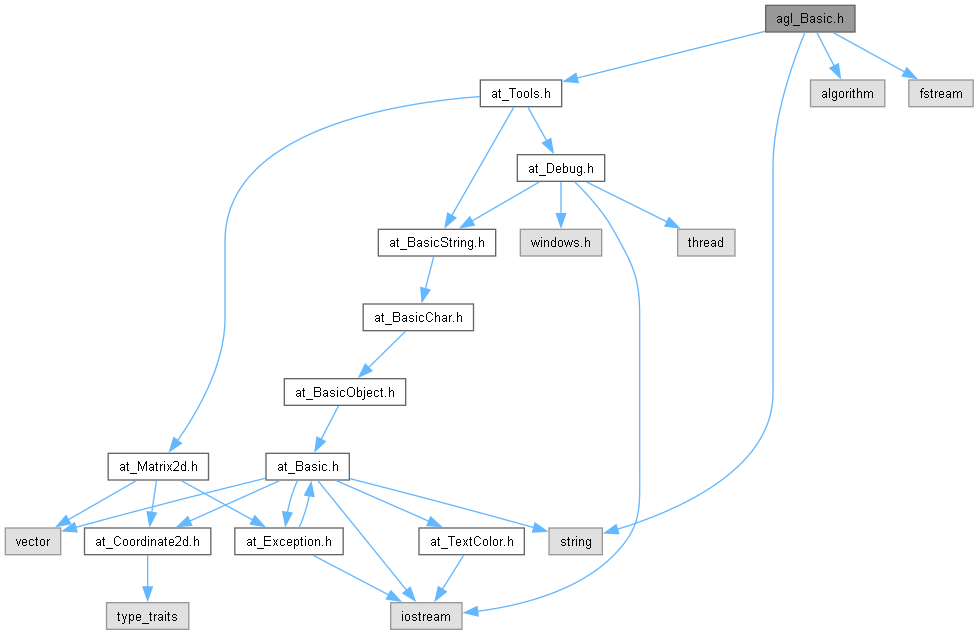 agl_Basic.h
at_Tools.h
algorithm
fstream
at_Debug.h
at_BasicString.h
windows.h
thread
at_BasicChar.h
at_BasicObject.h
at_Matrix2d.h
at_Basic.h
vector
at_Coordinate2d.h
at_Exception.h
at_TextColor.h
string
type_traits
iostream